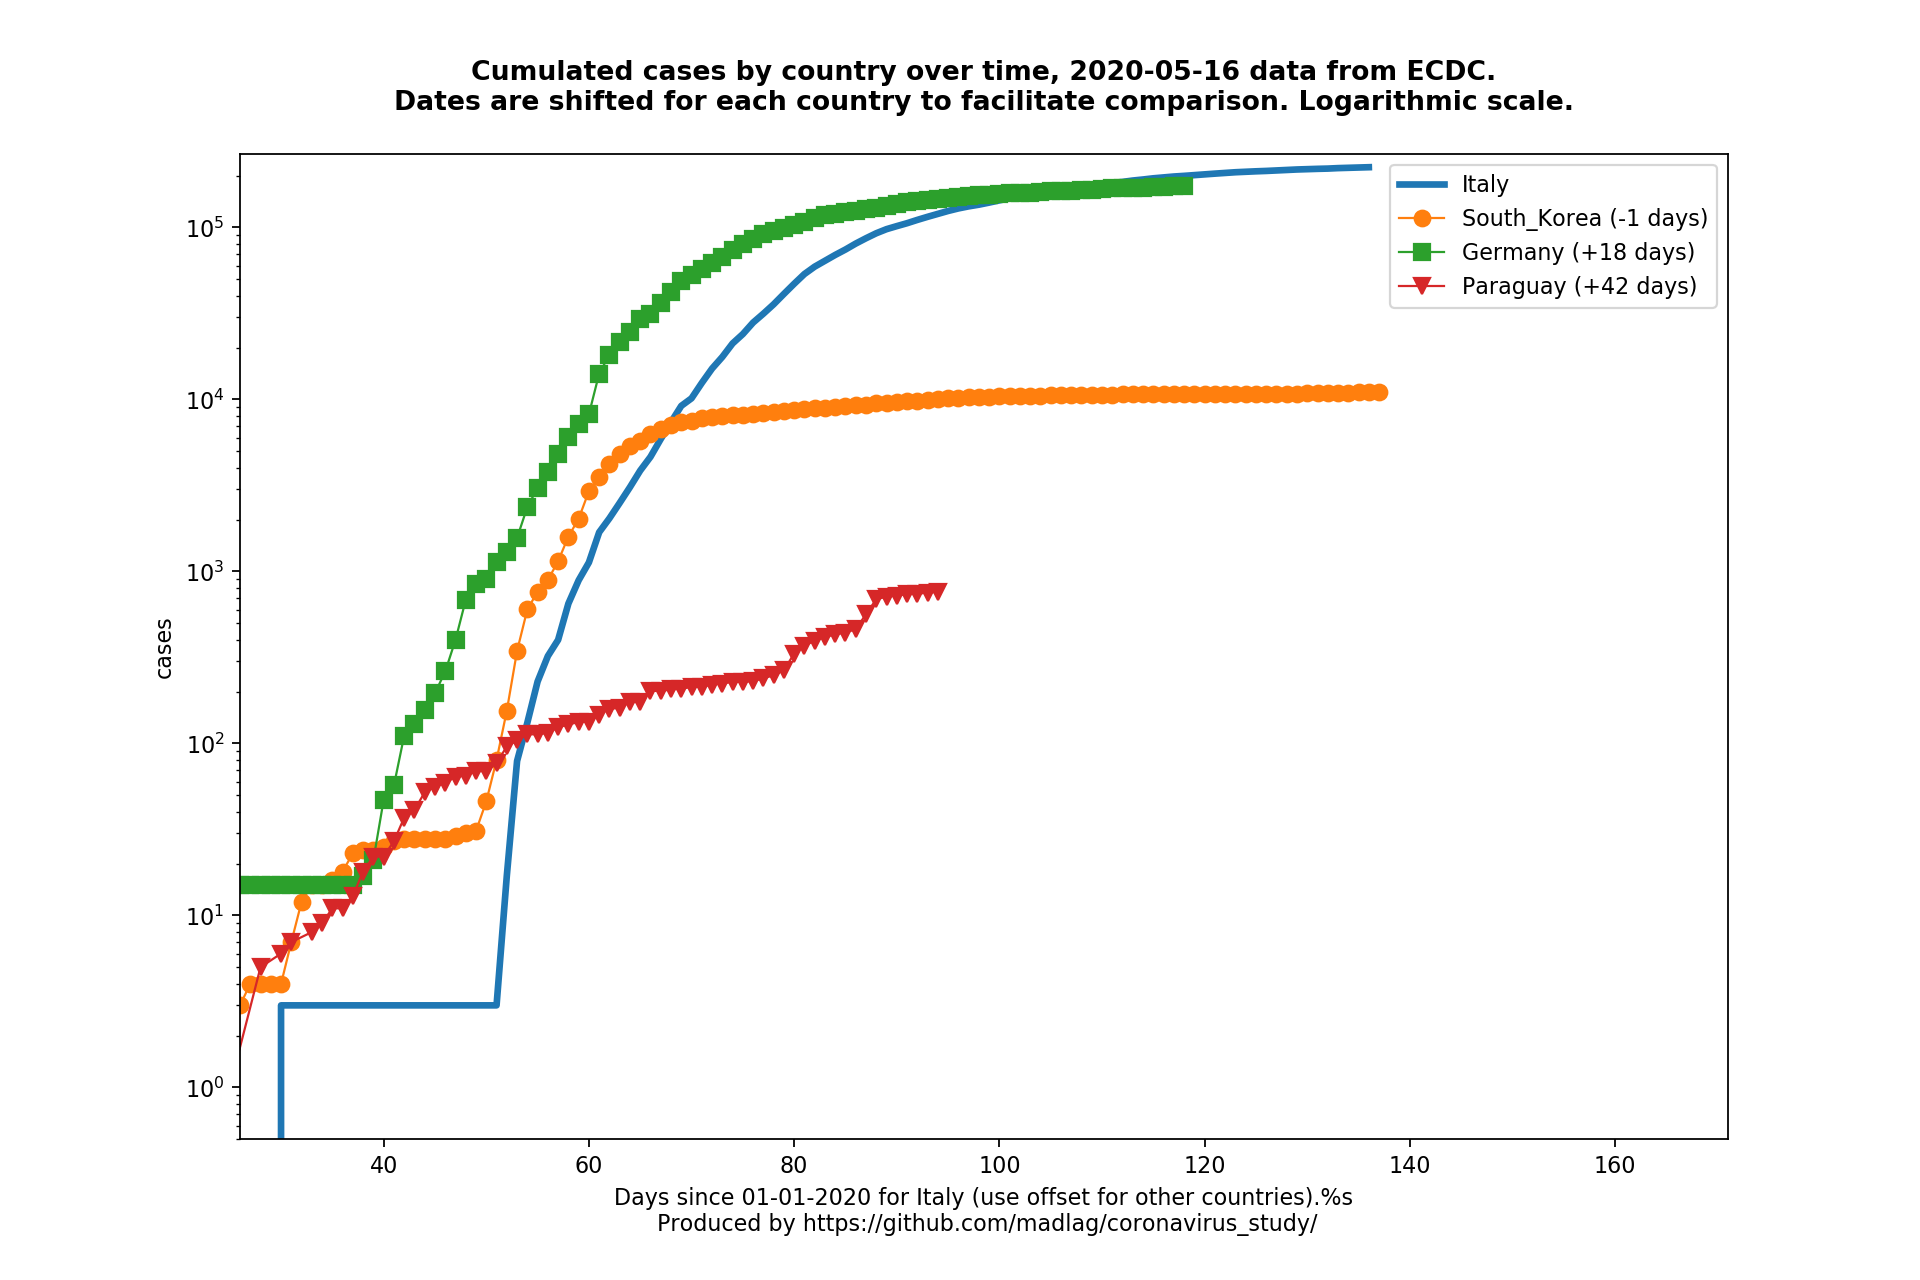 Cumulated cases by country over time, 2020-05-16 data from ECDC.
Dates are shifted for each country to facilitate comparison. Logarithmic scale.
Italy
South_Korea (-1 days)
Germany (+18 days)
Paraguay (+42 days)
10^5
10^4
10^3
10^2
10^1
10^0
cases
40 60 80 100 120 140 160
Days since 01-01-2020 for Italy (use offset for other countries).%s
Produced by https://github.com/madlag/coronavirus_study/